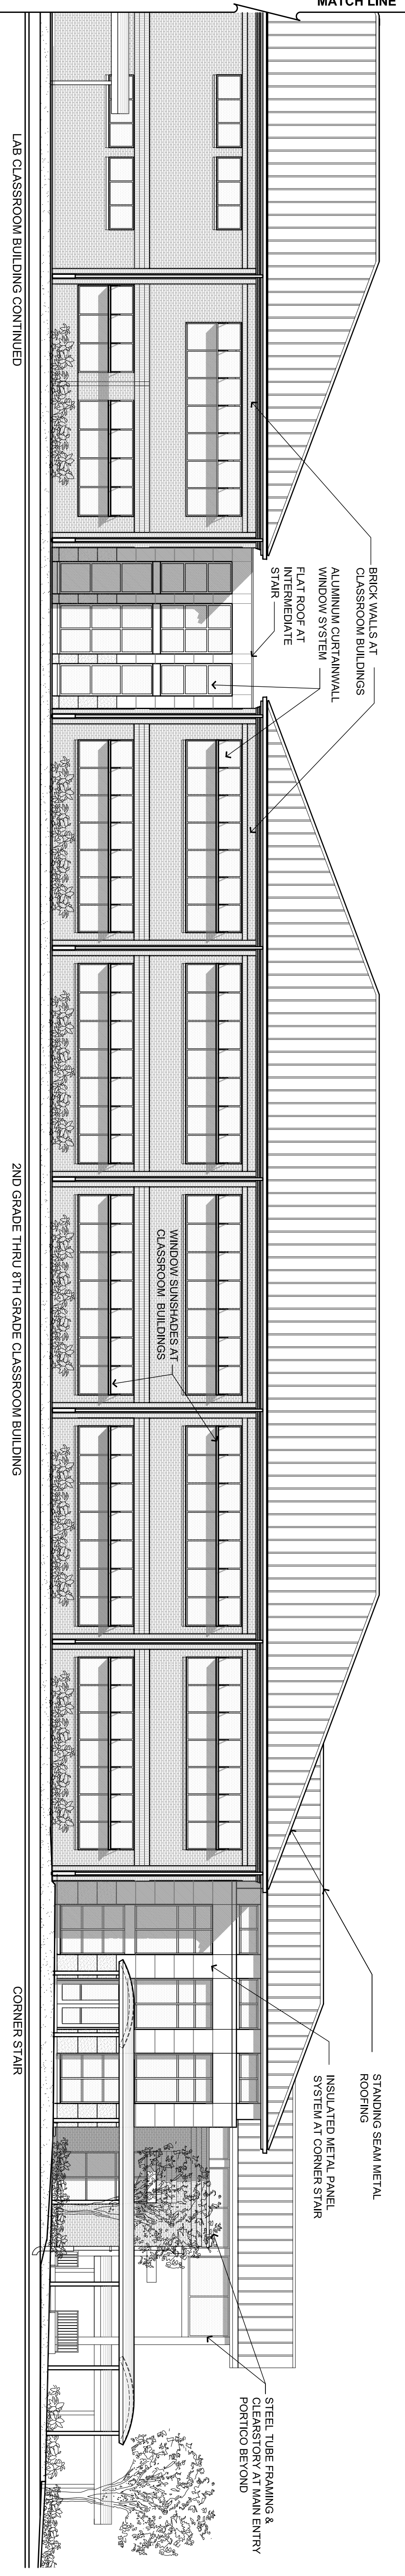 MATCH LINE
BRICK WALLS AT
CLASSROOM BUILDINGS
ALUMINUM CURTAINWALL
WINDOW SYSTEM
FLAT ROOF AT
INTERMEDIATE
STAIR
WINDOW SUNSHADES AT
CLASSROOM BUILDINGS
STANDING SEAM METAL
ROOFING
INSULATED METAL PANEL
SYSTEM AT CORNER STAIR
STEEL TUBE FRAMING &
CLEARSTORY AT MAIN ENTRY
PORTICO BEYOND
LAB CLASSROOM BUILDING CONTINUED
2ND GRADE THRU 8TH GRADE CLASSROOM BUILDING
CORNER STAIR